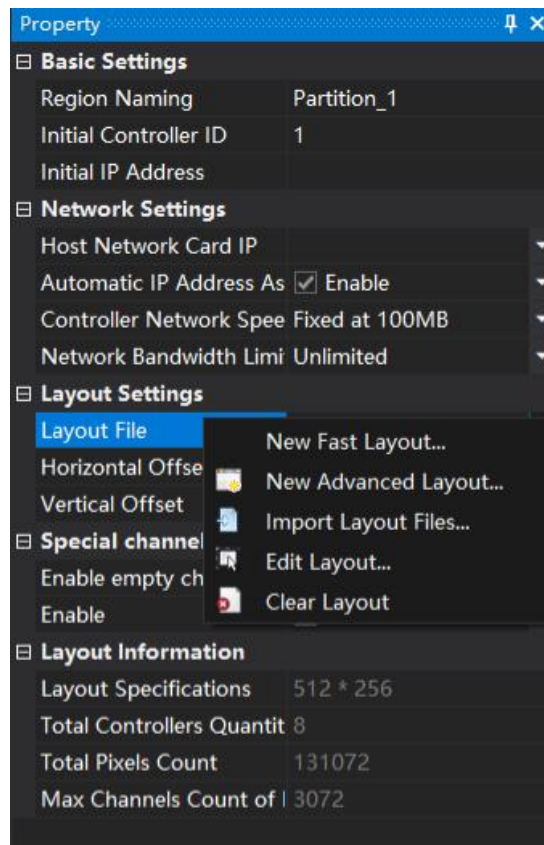 Property
Basic Settings
Region Naming Partition_1
Initial Controller ID 1
Initial IP Address
Network Settings
Host Network Card IP
Automatic IP Address As Enable
Controller Network Spee Fixed at 100MB
Network Bandwidth Limi Unlimited
Layout Settings
Layout File
New Fast Layout...
Horizontal Offse
New Advanced Layout...
Vertical Offset
Import Layout Files...
Special channel
Edit Layout...
Enable empty ch
Clear Layout
Enable
Layout Information
Layout Specifications 512 * 256
Total Controllers Quantit 8
Total Pixels Count 131072
Max Channels Count of 3072